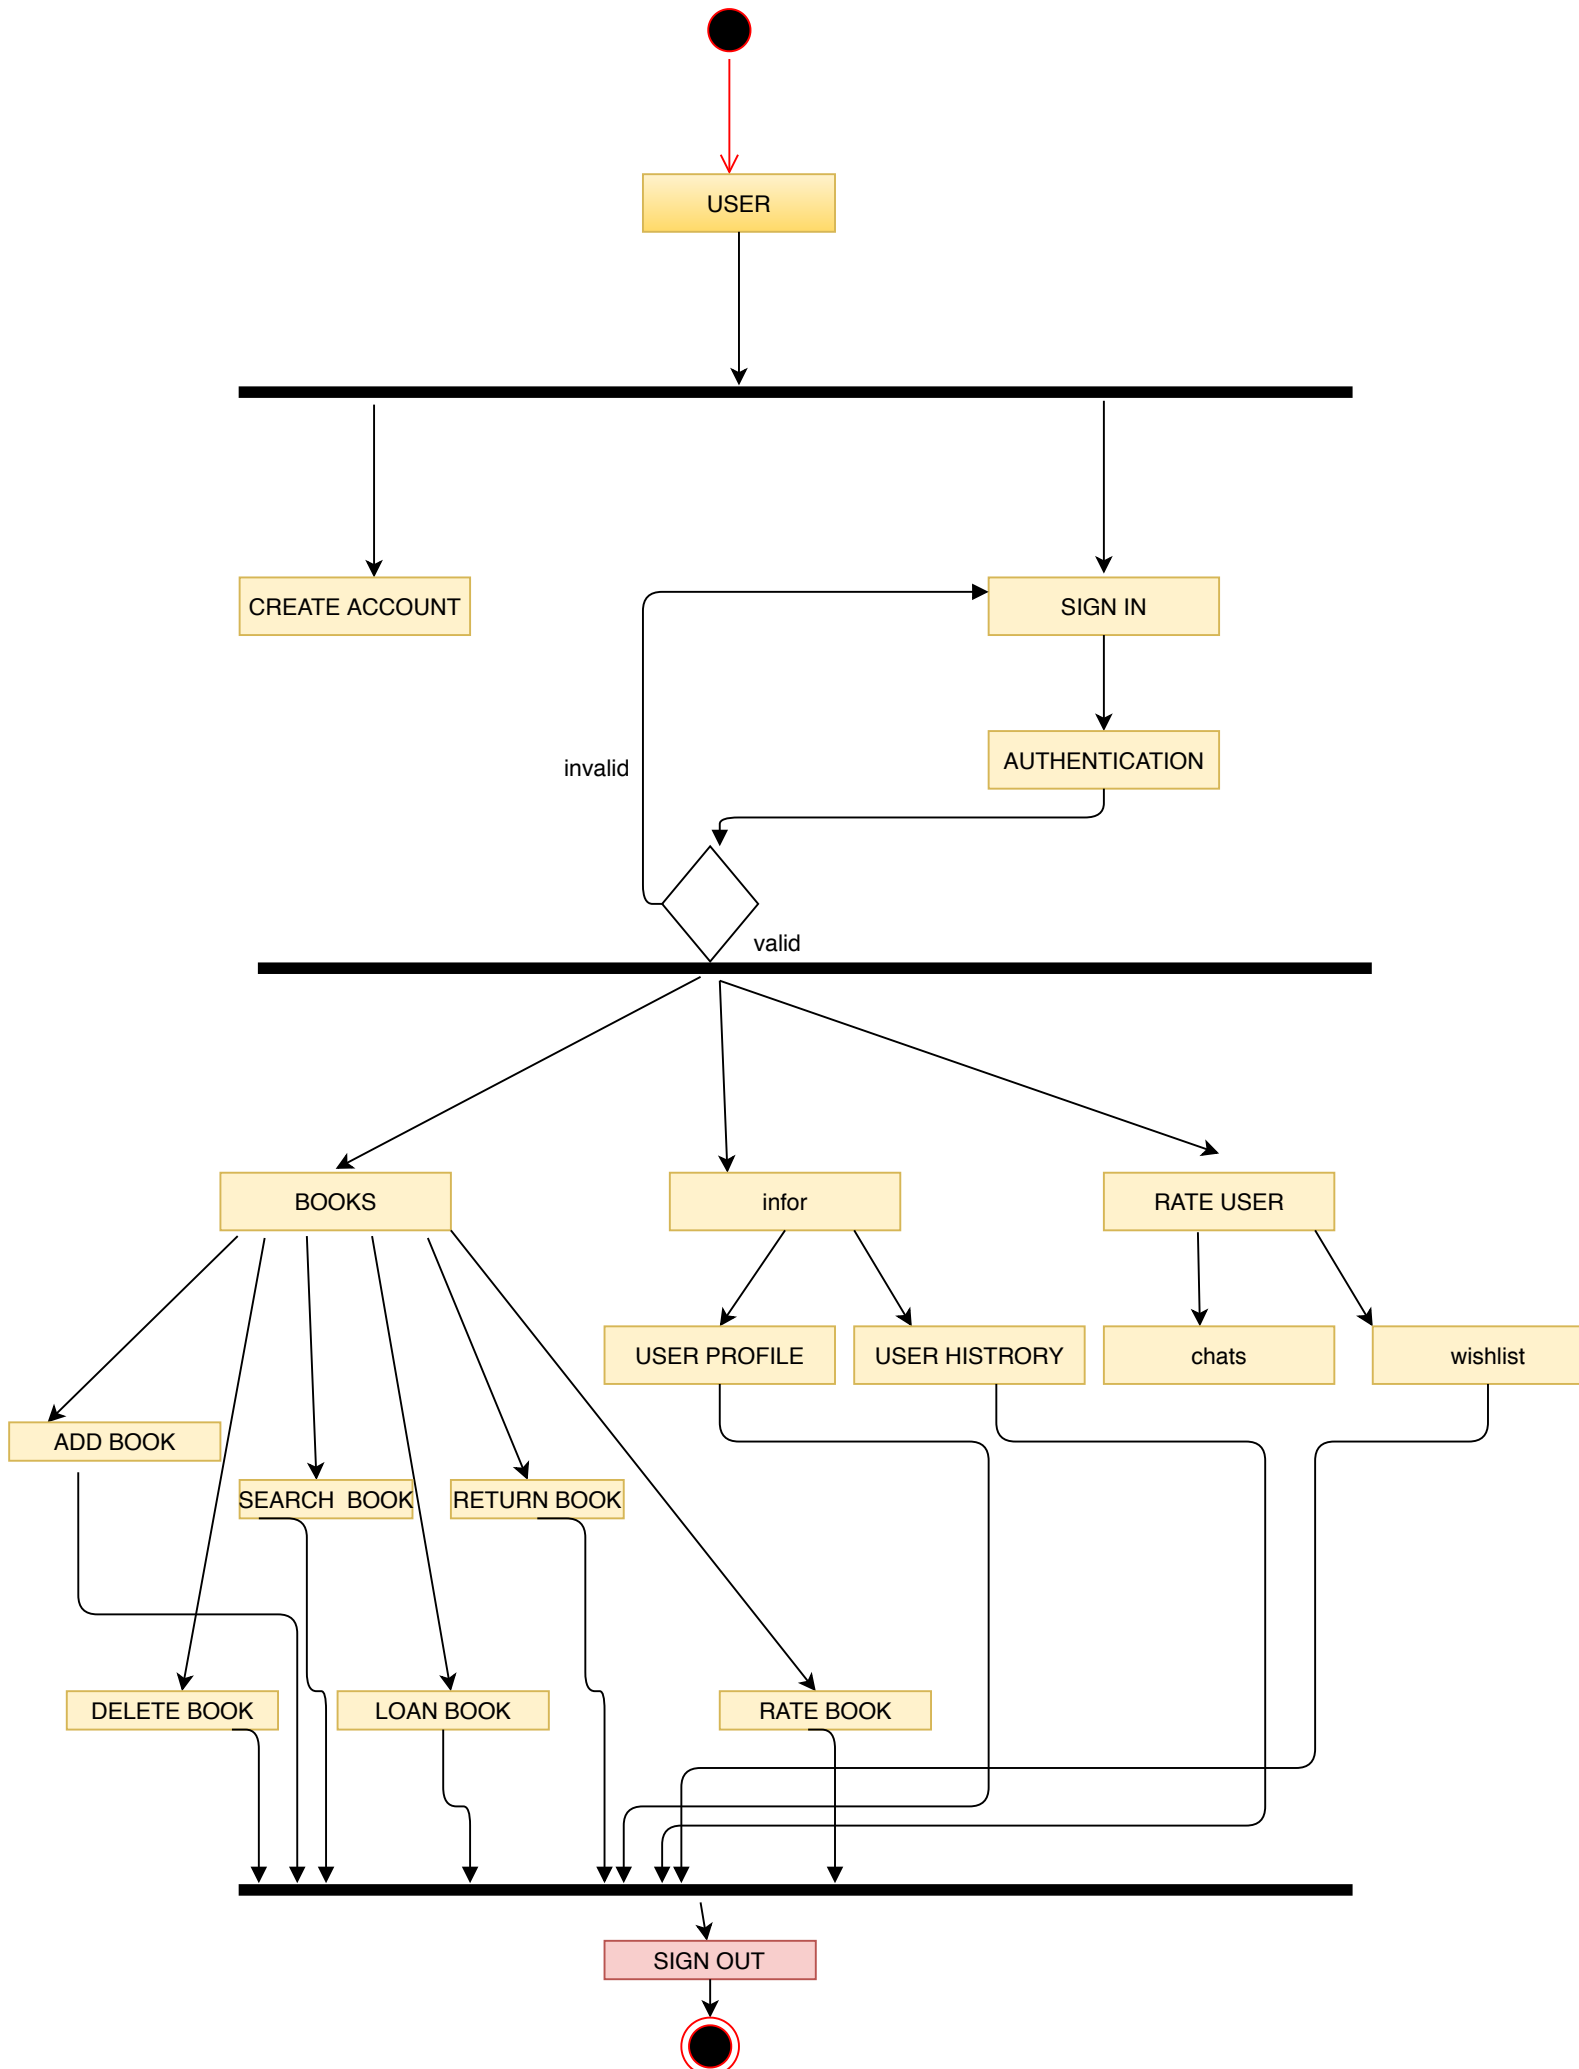 USER
CREATE ACCOUNT
SIGN IN
AUTHENTICATION
invalid
valid
BOOKS
infor
RATE USER
USER PROFILE
USER HISTRORY
chats
wishlist
ADD BOOK
SEARCH  BOOK
RETURN BOOK
DELETE BOOK
LOAN BOOK
RATE BOOK
SIGN OUT